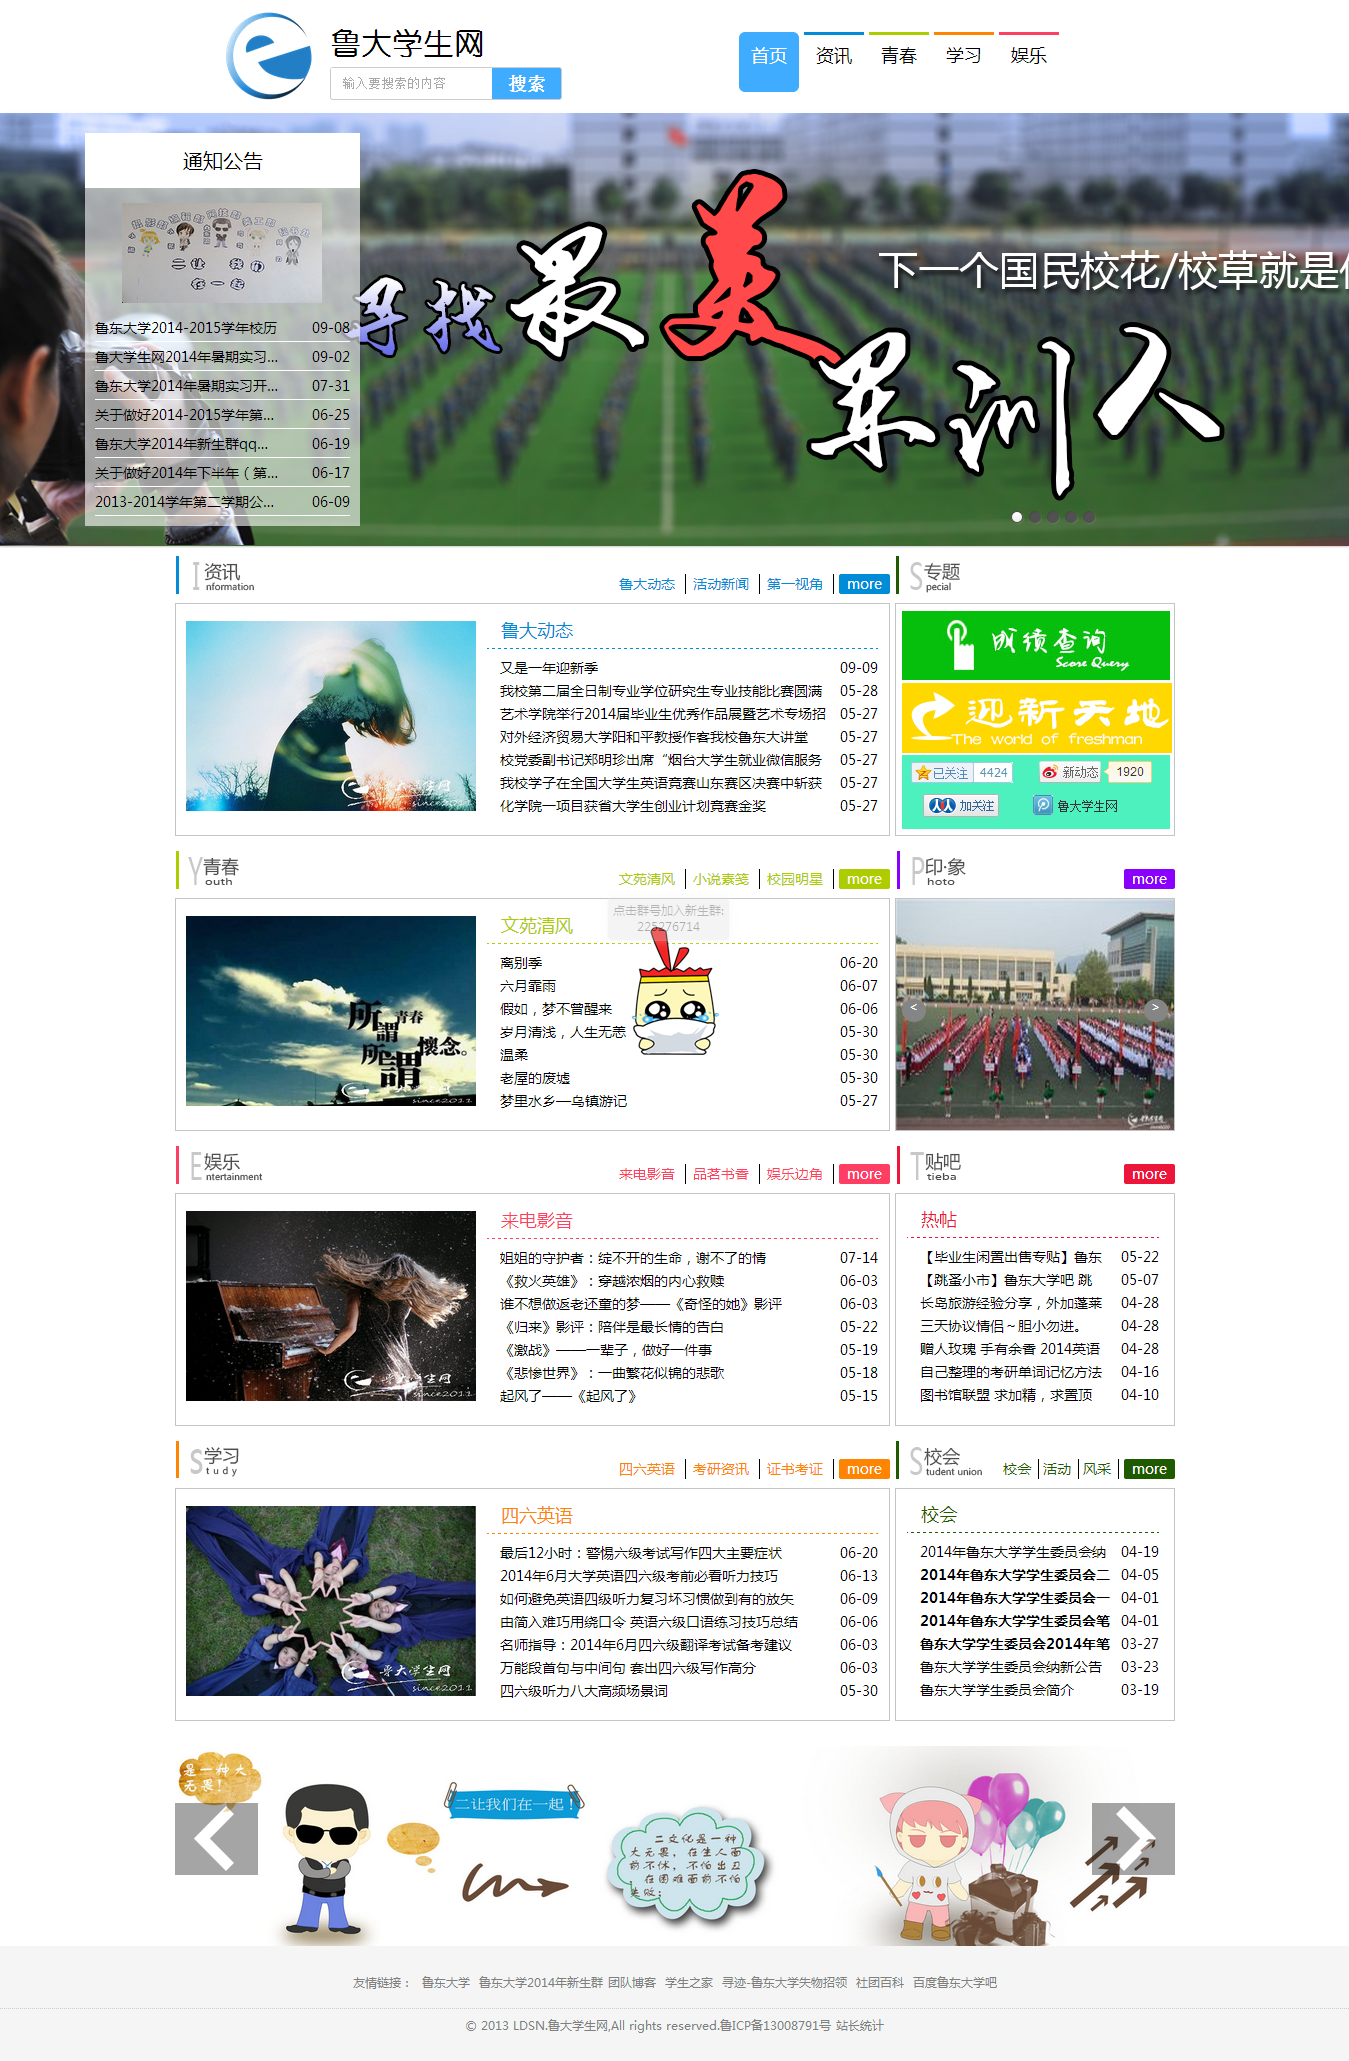 鲁大学生网
输入要搜索的内容 搜索
首页 资讯 青春 学习 娱乐
通知公告
二让我们
在一起
鲁东大学2014-2015学年校历 09-08
鲁大学生网2014年暑期实习... 09-02
鲁东大学2014年暑期实习开... 07-31
关于做好2014-2015学年第... 06-25
鲁东大学2014年新生群qq... 06-19
关于做好2014年下半年（第... 06-17
2013-2014学年第二学期公... 06-09
寻找最美军训人
下一个国民校花/校草就是
资讯
Information
鲁大动态 活动新闻 第一视角 more
专题
Special
鲁大动态
又是一年迎新季 09-09
我校第二届全日制专业学位研究生专业技能比赛圆满 05-28
艺术学院举行2014届毕业生优秀作品展暨艺术专场招 05-27
对外经济贸易大学阳和平教授作客我校鲁东大讲堂 05-27
校党委副书记郑明珍出席“烟台大学生就业微信服务 05-27
我校学子在全国大学生英语竞赛山东赛区决赛中斩获 05-27
化学院一项目获省大学生创业计划竞赛金奖 05-27
since2011
成绩查询
Score Query
迎新天地
The world of freshman
已关注 4424 新动态 1920
加关注 鲁大学生网
青春
Youth
文苑清风 小说素笺 校园明星 more
印·象
Photo
more
文苑清风
点击群号加入新生群:
225276714
离别季 06-20
六月霏雨 06-07
假如，梦不曾醒来 06-06
岁月清浅，人生无恙 05-30
温柔 05-30
老屋的废墟 05-30
梦里水乡—乌镇游记 05-27
所謂青春
所謂懷念。
since2011
< >
娱乐
Entertainment
来电影音 品茗书香 娱乐边角 more
贴吧
Tieba
more
来电影音
姐姐的守护者：绽不开的生命，谢不了的情 07-14
《救火英雄》：穿越浓烟的内心救赎 06-03
谁不想做返老还童的梦——《奇怪的她》影评 06-03
《归来》影评：陪伴是最长情的告白 05-22
《激战》——一辈子，做好一件事 05-19
《悲惨世界》：一曲繁花似锦的悲歌 05-18
起风了——《起风了》 05-15
鲁大学生网
since2011
热帖
【毕业生闲置出售专贴】鲁东 05-22
【跳蚤小市】鲁东大学吧 跳 05-07
长岛旅游经验分享，外加蓬莱 04-28
三天协议情侣～胆小勿进。 04-28
赠人玫瑰 手有余香 2014英语 04-28
自己整理的考研单词记忆方法 04-16
图书馆联盟 求加精，求置顶 04-10
学习
Study
四六英语 考研资讯 证书考证 more
校会
Student union
校会 活动 风采 more
四六英语
最后12小时：警惕六级考试写作四大主要症状 06-20
2014年6月大学英语四六级考前必看听力技巧 06-13
如何避免英语四级听力复习坏习惯做到有的放矢 06-09
由简入难巧用绕口令 英语六级口语练习技巧总结 06-06
名师指导：2014年6月四六级翻译考试备考建议 06-03
万能段首句与中间句 套出四六级写作高分 06-03
四六级听力八大高频场景词 05-30
鲁大学生网
since2011
校会
2014年鲁东大学学生委员会纳 04-19
2014年鲁东大学学生委员会二 04-05
2014年鲁东大学学生委员会一 04-01
2014年鲁东大学学生委员会笔 04-01
鲁东大学学生委员会2014年笔 03-27
鲁东大学学生委员会纳新公告 03-23
鲁东大学学生委员会简介 03-19
是一种大
无畏！
二让我们在一起！
二文化是一种
大无畏，在生人面
前不怵，不怕出丑
在困难面前不怕
失败；
友情链接： 鲁东大学 鲁东大学2014年新生群 团队博客 学生之家 寻迹-鲁东大学失物招领 社团百科 百度鲁东大学吧
© 2013 LDSN.鲁大学生网,All rights reserved.鲁ICP备13008791号 站长统计